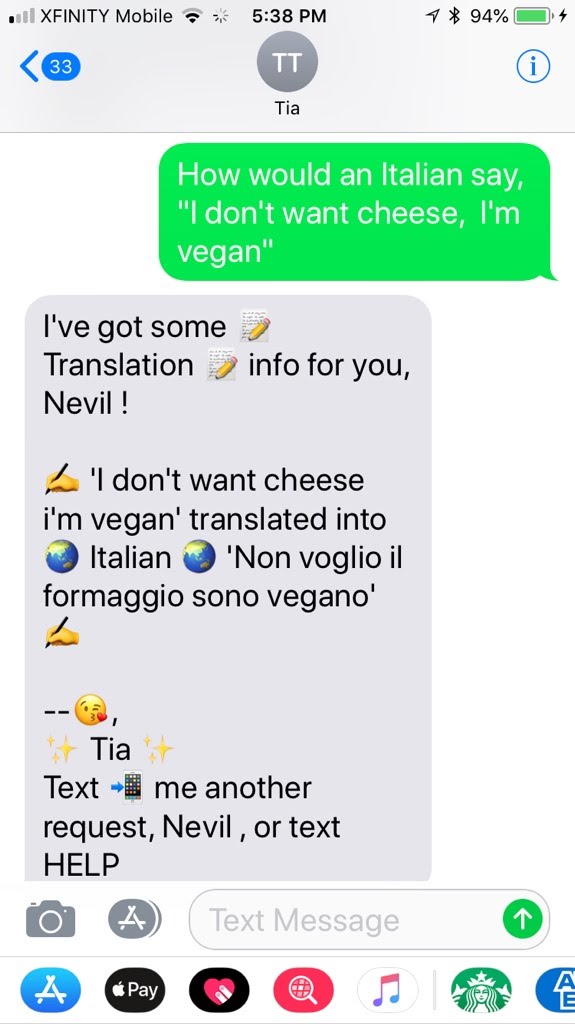 XFINITY Mobile 5:38 PM 94%
33
TT
Tia
How would an Italian say,
"I don't want cheese,  I'm
vegan"
I've got some 📝
Translation 📝 info for you,
Nevil !
✍️ 'I don't want cheese
i'm vegan' translated into
🌏 Italian 🌏 'Non voglio il
formaggio sono vegano'
✍️
--😘,
✨ Tia ✨
Text 📲 me another
request, Nevil , or text
HELP
Text Message
Pay